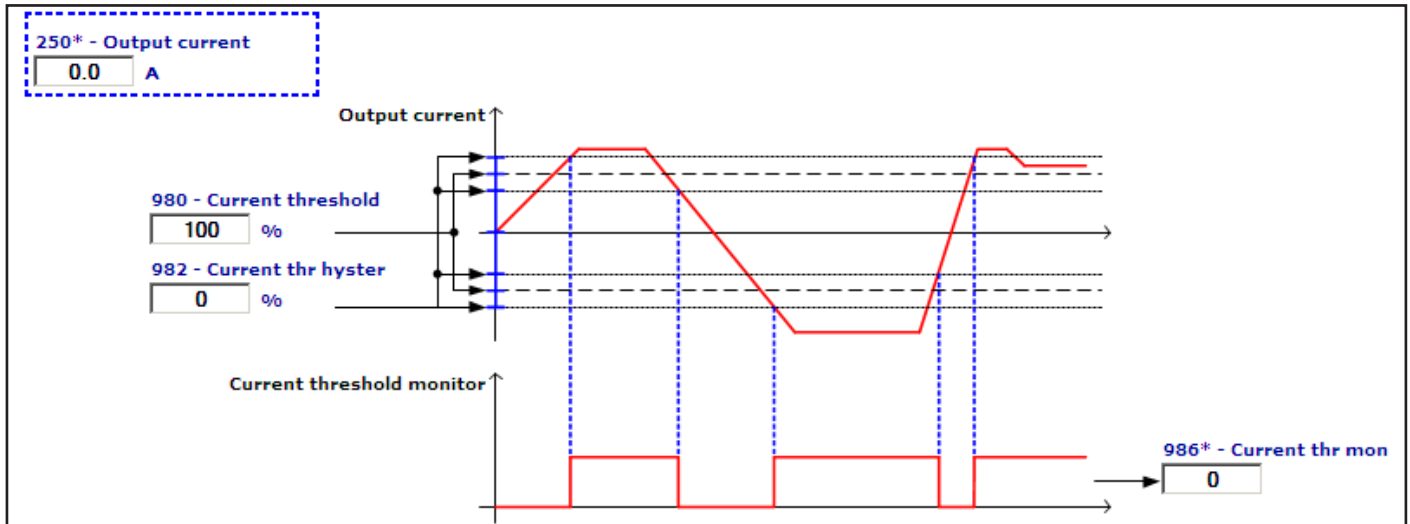 250* - Output current
0.0 A
Output current
980 - Current threshold
100 %
982 - Current thr hyster
0 %
Current threshold monitor
986* - Current thr mon
0